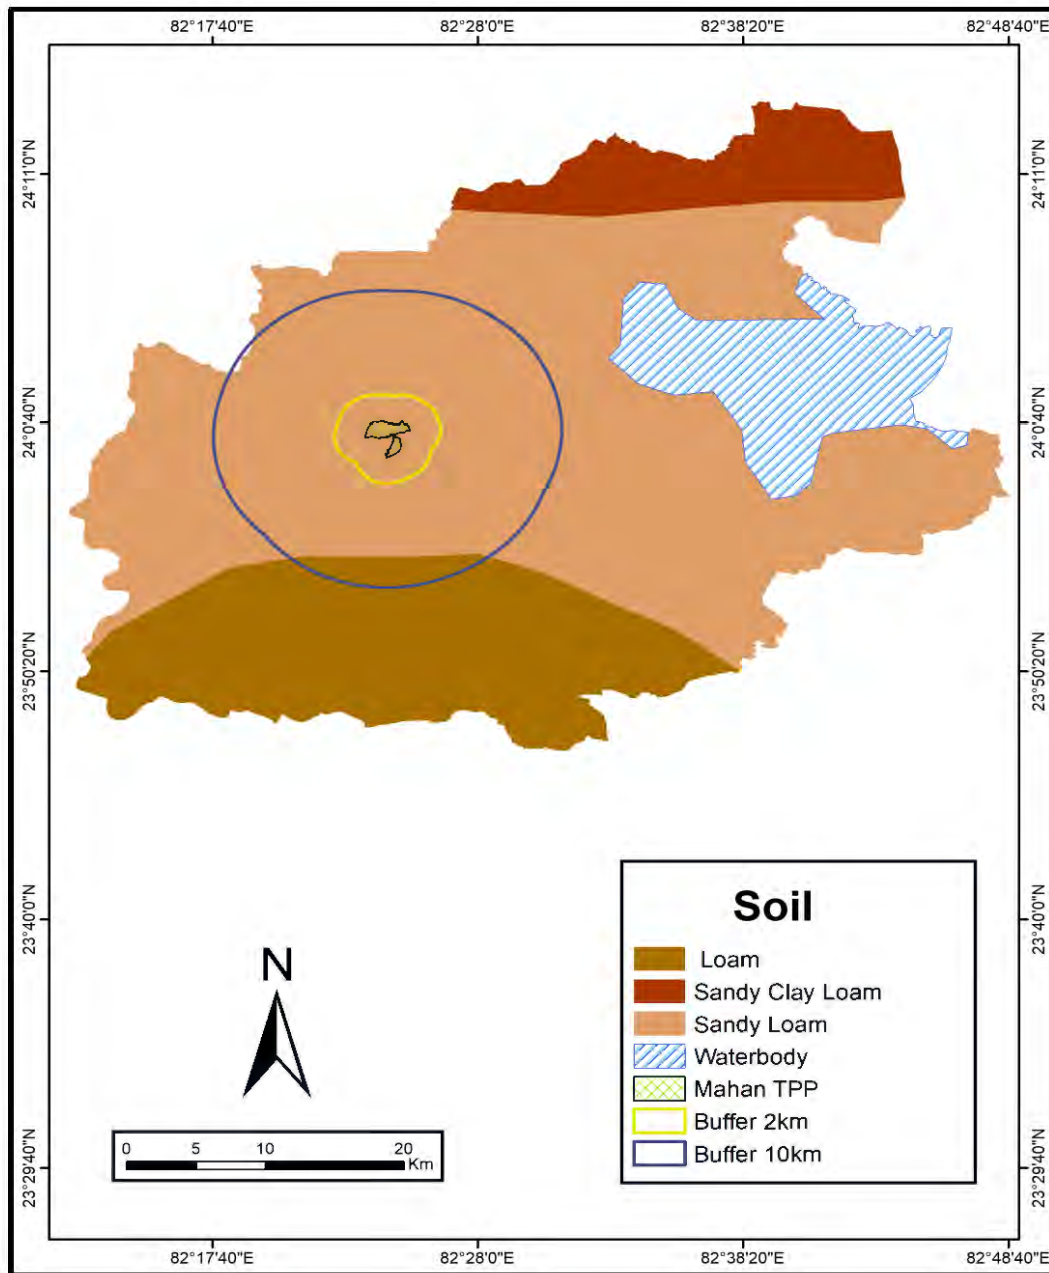 82°17'40"E 82°28'0"E 82°38'20"E 82°48'40"E
24°11'0"N 24°11'0"N
24°0'40"N 24°0'40"N
23°50'20"N 23°50'20"N
23°40'0"N 23°40'0"N
23°29'40"N 23°29'40"N
Soil
Loam
Sandy Clay Loam
Sandy Loam
Waterbody
Mahan TPP
Buffer 2km
Buffer 10km
N
0 5 10 20
Km
82°17'40"E 82°28'0"E 82°38'20"E 82°48'40"E